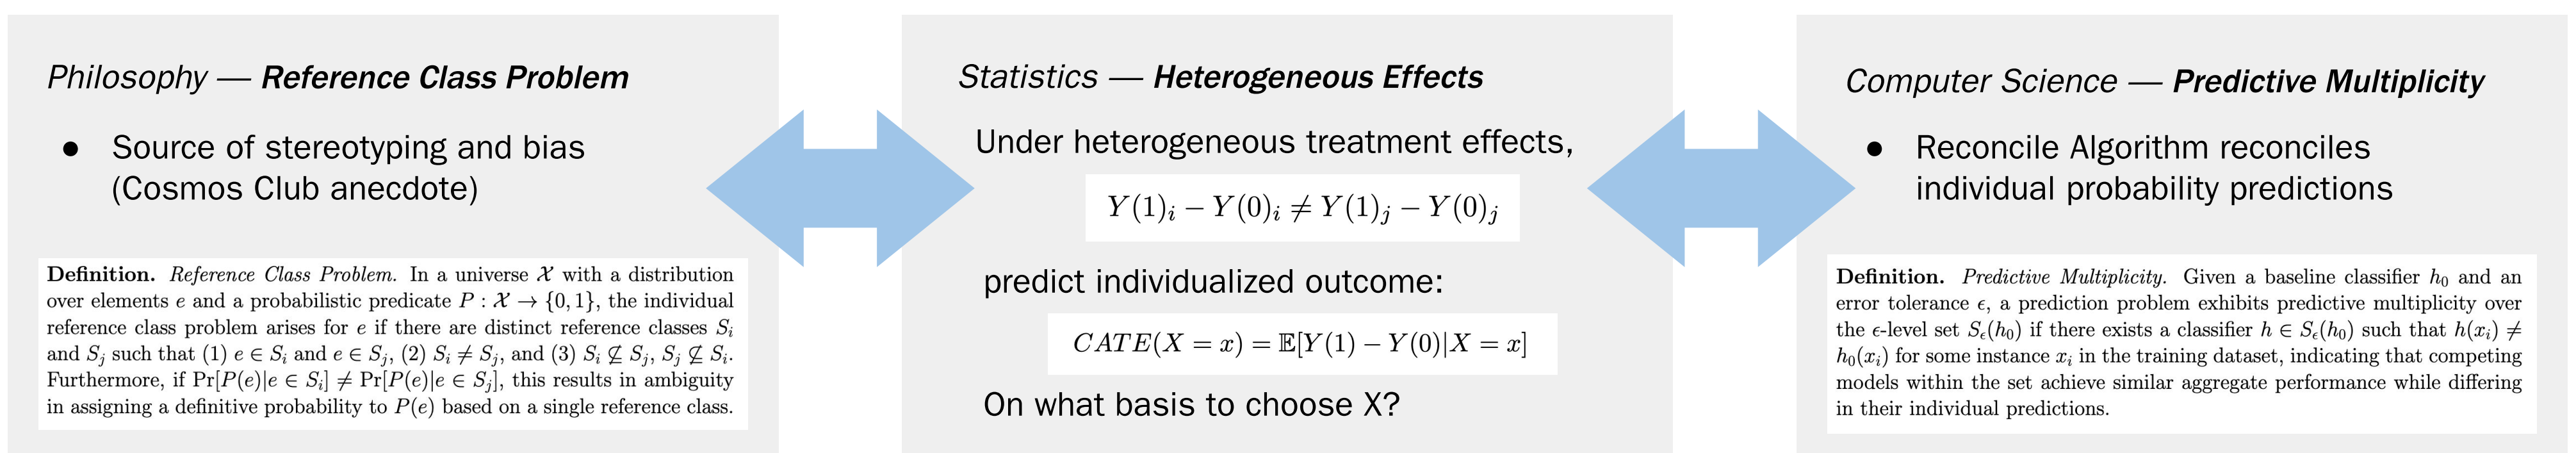 Philosophy — Reference Class Problem
● Source of stereotyping and bias
(Cosmos Club anecdote)
Definition. Reference Class Problem. In a universe 𝒳 with a distribution
over elements e and a probabilistic predicate P : 𝒳 → {0, 1}, the individual
reference class problem arises for e if there are distinct reference classes Sᵢ
and Sⱼ such that (1) e ∈ Sᵢ and e ∈ Sⱼ, (2) Sᵢ ≠ Sⱼ, and (3) Sᵢ ⊈ Sⱼ, Sⱼ ⊈ Sᵢ.
Furthermore, if Pr[P(e)|e ∈ Sᵢ] ≠ Pr[P(e)|e ∈ Sⱼ], this results in ambiguity
in assigning a definitive probability to P(e) based on a single reference class.
Statistics — Heterogeneous Effects
Under heterogeneous treatment effects,
Y(1)ᵢ − Y(0)ᵢ ≠ Y(1)ⱼ − Y(0)ⱼ
predict individualized outcome:
CATE(X = x) = 𝔼[Y(1) − Y(0)|X = x]
On what basis to choose X?
Computer Science — Predictive Multiplicity
● Reconcile Algorithm reconciles
individual probability predictions
Definition. Predictive Multiplicity. Given a baseline classifier h₀ and an
error tolerance ϵ, a prediction problem exhibits predictive multiplicity over
the ϵ-level set Sϵ(h₀) if there exists a classifier h ∈ Sϵ(h₀) such that h(xᵢ) ≠
h₀(xᵢ) for some instance xᵢ in the training dataset, indicating that competing
models within the set achieve similar aggregate performance while differing
in their individual predictions.